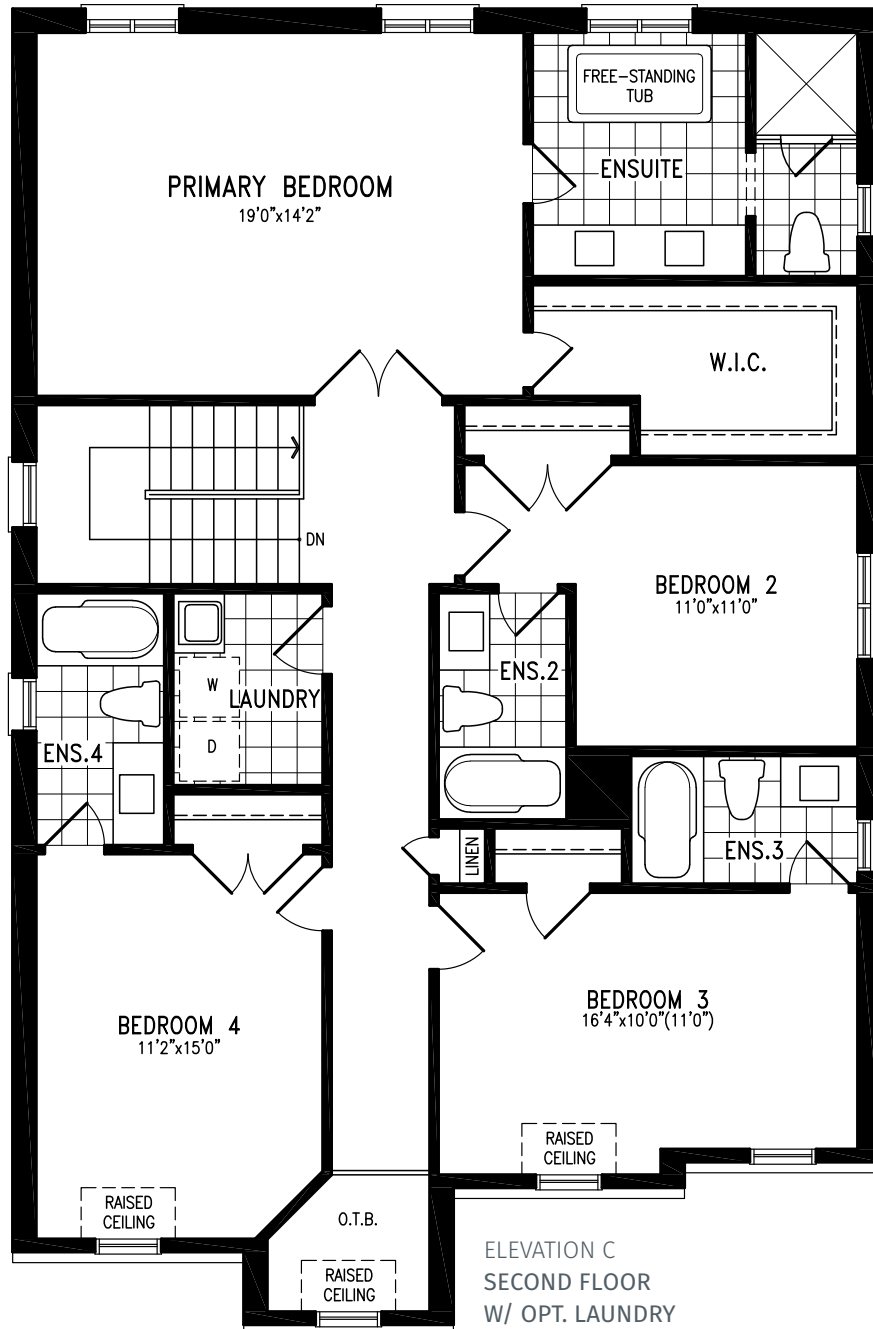 FREE-STANDING
TUB
PRIMARY BEDROOM
19'0"x14'2"
ENSUITE
W.I.C.
DN
BEDROOM 2
11'0"x11'0"
W
LAUNDRY
D
ENS.2
ENS.4
LINEN
ENS.3
BEDROOM 3
16'4"x10'0"(11'0")
BEDROOM 4
11'2"x15'0"
RAISED
CEILING
RAISED
CEILING
O.T.B.
RAISED
CEILING
ELEVATION C
SECOND FLOOR
W/ OPT. LAUNDRY